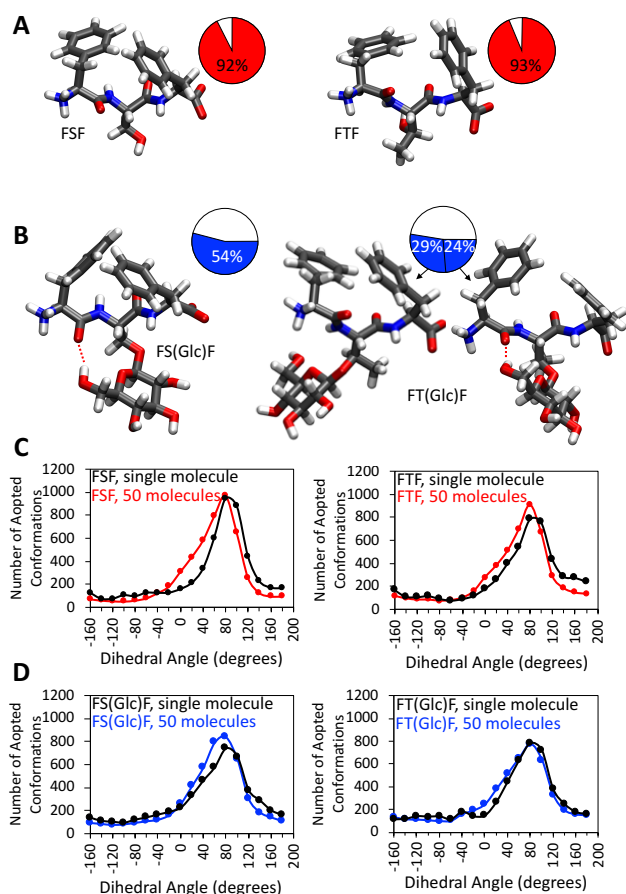 A
92%
93%
FSF
FTF
B
54%
29% 24%
FS(Glc)F
FT(Glc)F
C
FSF, single molecule
FSF, 50 molecules
Number of Aopted
Conformations
1200
1000
800
600
400
200
0
-160
-120
-80
-40
0
40
80
120
160
200
Dihedral Angle (degrees)
FTF, single molecule
FTF, 50 molecules
Number of Aopted
Conformations
1200
1000
800
600
400
200
0
-160
-120
-80
-40
0
40
80
120
160
200
Dihedral Angle (degrees)
D
FS(Glc)F, single molecule
FS(Glc)F, 50 molecules
Number of Aopted
Conformations
1200
1000
800
600
400
200
0
-160
-120
-80
-40
0
40
80
120
160
200
Dihedral Angle (degrees)
FT(Glc)F, single molecule
FT(Glc)F, 50 molecules
Number of Aopted
Conformations
1200
1000
800
600
400
200
0
-160
-120
-80
-40
0
40
80
120
160
200
Dihedral Angle (degrees)